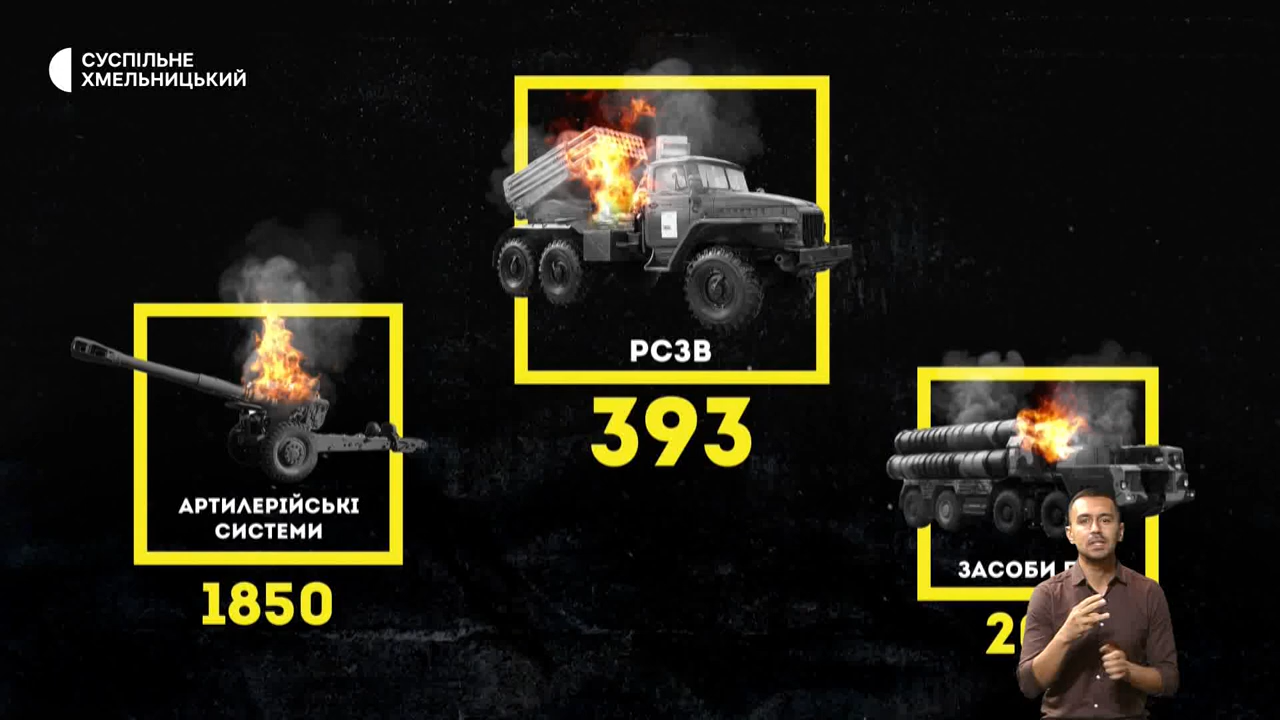 СУСПІЛЬНЕ
ХМЕЛЬНИЦЬКИЙ
РСЗВ
393
АРТИЛЕРІЙСЬКІ
СИСТЕМИ
1850
ЗАСОБИ